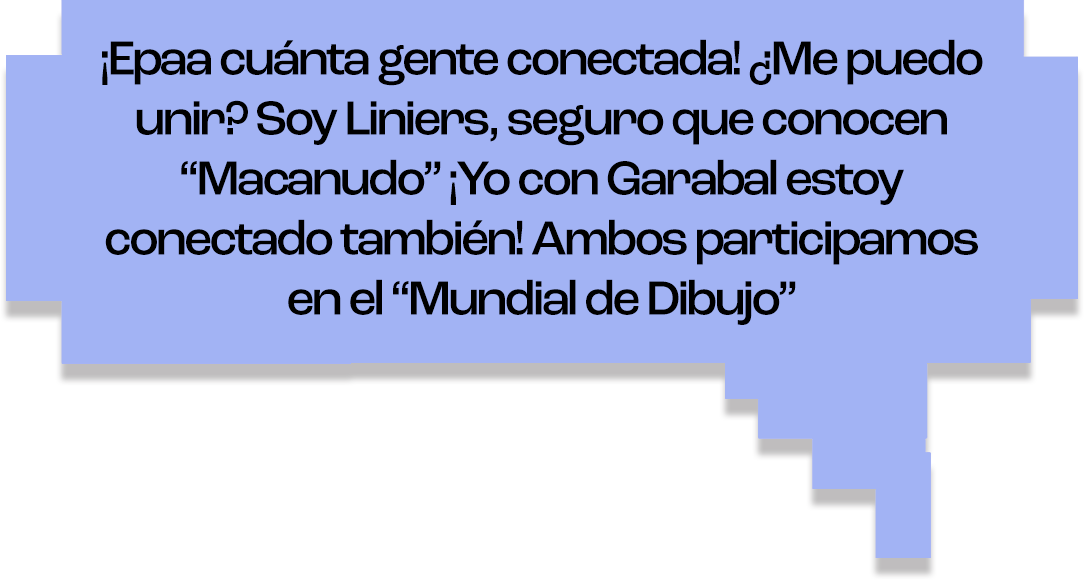 ¡Epaa cuánta gente conectada! ¿Me puedo
unir? Soy Liniers, seguro que conocen
“Macanudo” ¡Yo con Garabal estoy
conectado también! Ambos participamos
en el “Mundial de Dibujo”